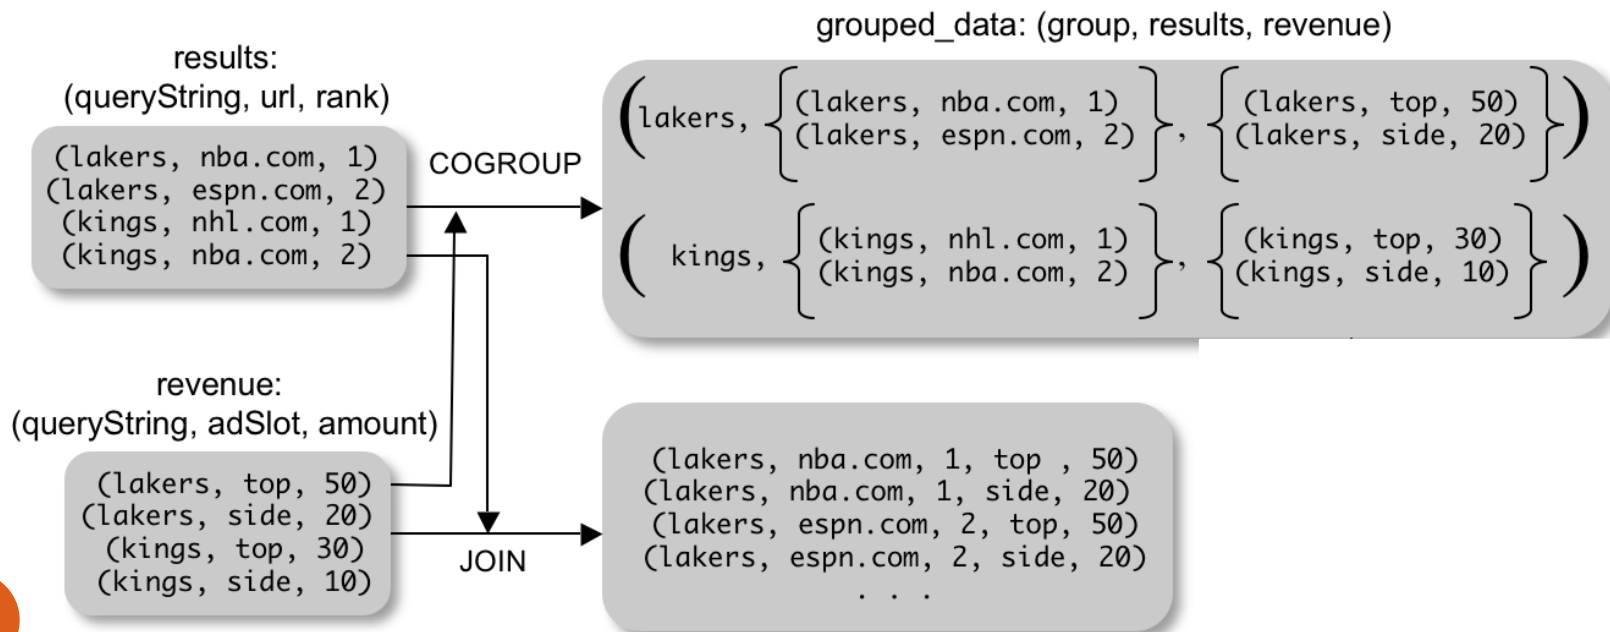 grouped_data: (group, results, revenue)
results:
(queryString, url, rank)
(lakers, nba.com, 1)
(lakers, espn.com, 2)
(kings, nhl.com, 1)
(kings, nba.com, 2)
COGROUP
(lakers, {(lakers, nba.com, 1)
(lakers, espn.com, 2)}, {(lakers, top, 50)
(lakers, side, 20)})
( kings, {(kings, nhl.com, 1)
(kings, nba.com, 2)}, {(kings, top, 30)
(kings, side, 10)})
revenue:
(queryString, adSlot, amount)
(lakers, top, 50)
(lakers, side, 20)
(kings, top, 30)
(kings, side, 10)
JOIN
(lakers, nba.com, 1, top , 50)
(lakers, nba.com, 1, side, 20)
(lakers, espn.com, 2, top, 50)
(lakers, espn.com, 2, side, 20)
. . .